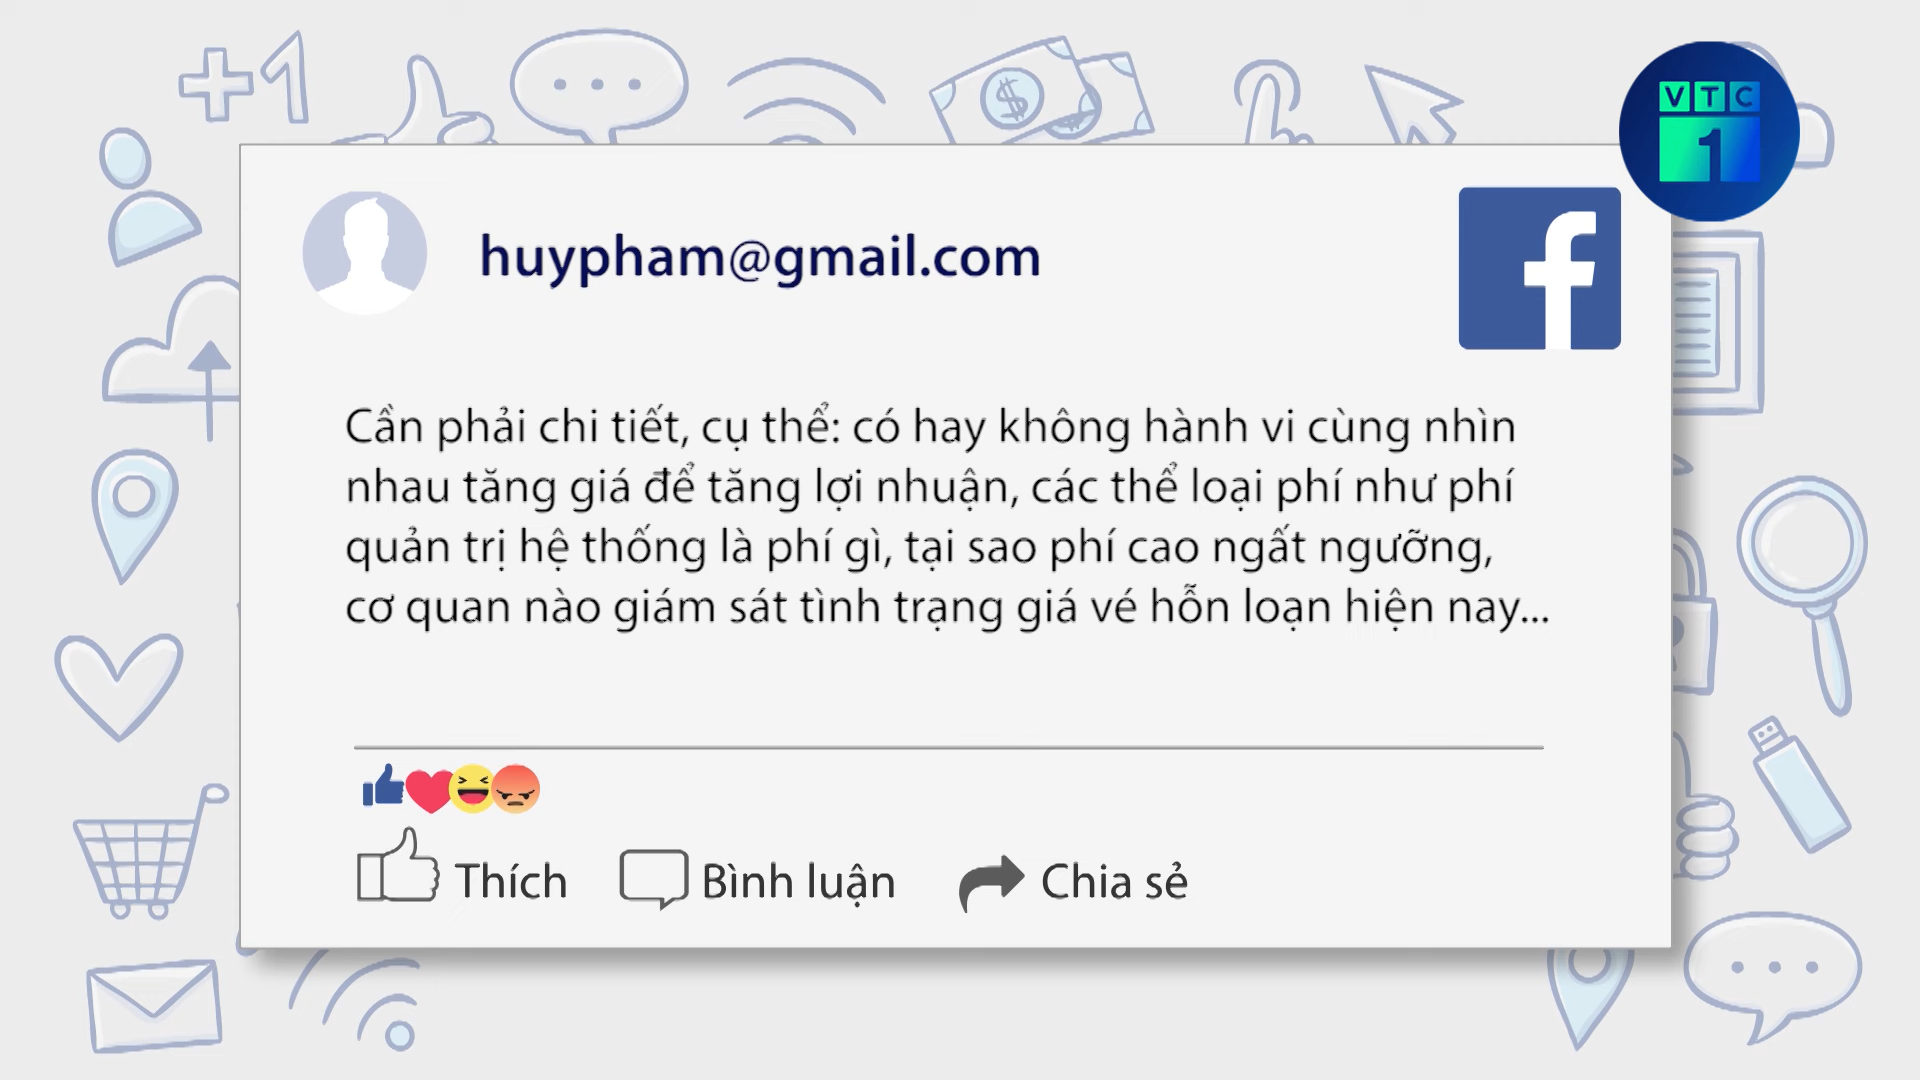 +1
VTC
1
huypham@gmail.com
Cần phải chi tiết, cụ thể: có hay không hành vi cùng nhìn
nhau tăng giá để tăng lợi nhuận, các thể loại phí như phí
quản trị hệ thống là phí gì, tại sao phí cao ngất ngưỡng,
cơ quan nào giám sát tình trạng giá vé hỗn loạn hiện nay...
Thích Bình luận Chia sẻ